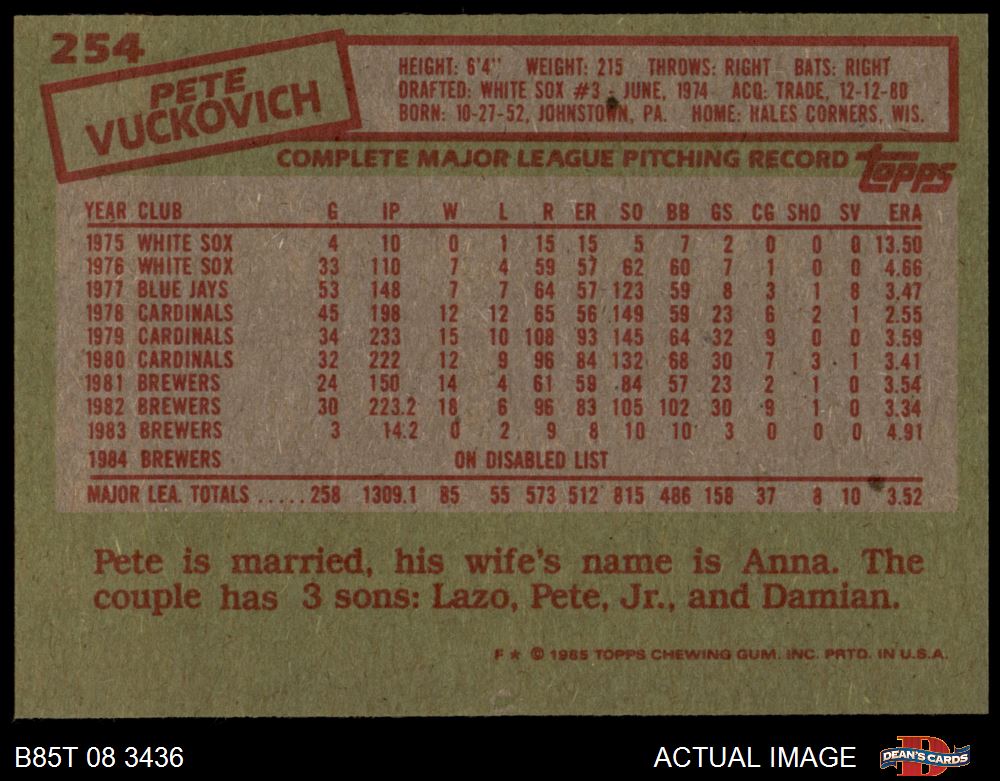 254
PETE
VUCKOVICH
HEIGHT: 6'4" WEIGHT: 215 THROWS: RIGHT BATS: RIGHT
DRAFTED: WHITE SOX #3 - JUNE, 1974 ACQ: TRADE, 12-12-80
BORN: 10-27-52, JOHNSTOWN, PA. HOME: HALES CORNERS, WIS.
COMPLETE MAJOR LEAGUE PITCHING RECORD topps
YEAR CLUB G IP W L R ER SO BB GS CG SHO SV ERA
1975 WHITE SOX 4 10 0 1 15 15 5 7 2 0 0 0 13.50
1976 WHITE SOX 33 110 7 4 59 57 62 60 7 1 0 0 4.66
1977 BLUE JAYS 53 148 7 7 64 57 123 59 8 3 1 8 3.47
1978 CARDINALS 45 198 12 12 65 56 149 59 23 6 2 1 2.55
1979 CARDINALS 34 233 15 10 108 93 145 64 32 9 0 0 3.59
1980 CARDINALS 32 222 12 9 96 84 132 68 30 7 3 1 3.41
1981 BREWERS 24 150 14 4 61 59 84 57 23 2 1 0 3.54
1982 BREWERS 30 223.2 18 6 96 83 105 102 30 9 1 0 3.34
1983 BREWERS 3 14.2 0 2 9 8 10 10 3 0 0 0 4.91
1984 BREWERS ON DISABLED LIST
MAJOR LEA. TOTALS .....258 1309.1 85 55 573 512 815 486 158 37 8 10 3.52
Pete is married, his wife's name is Anna. The
couple has 3 sons: Lazo, Pete, Jr., and Damian.
F ★ © 1985 TOPPS CHEWING GUM. INC. PRTD. IN U.S.A.
B85T 08 3436 ACTUAL IMAGE DEAN'S CARDS